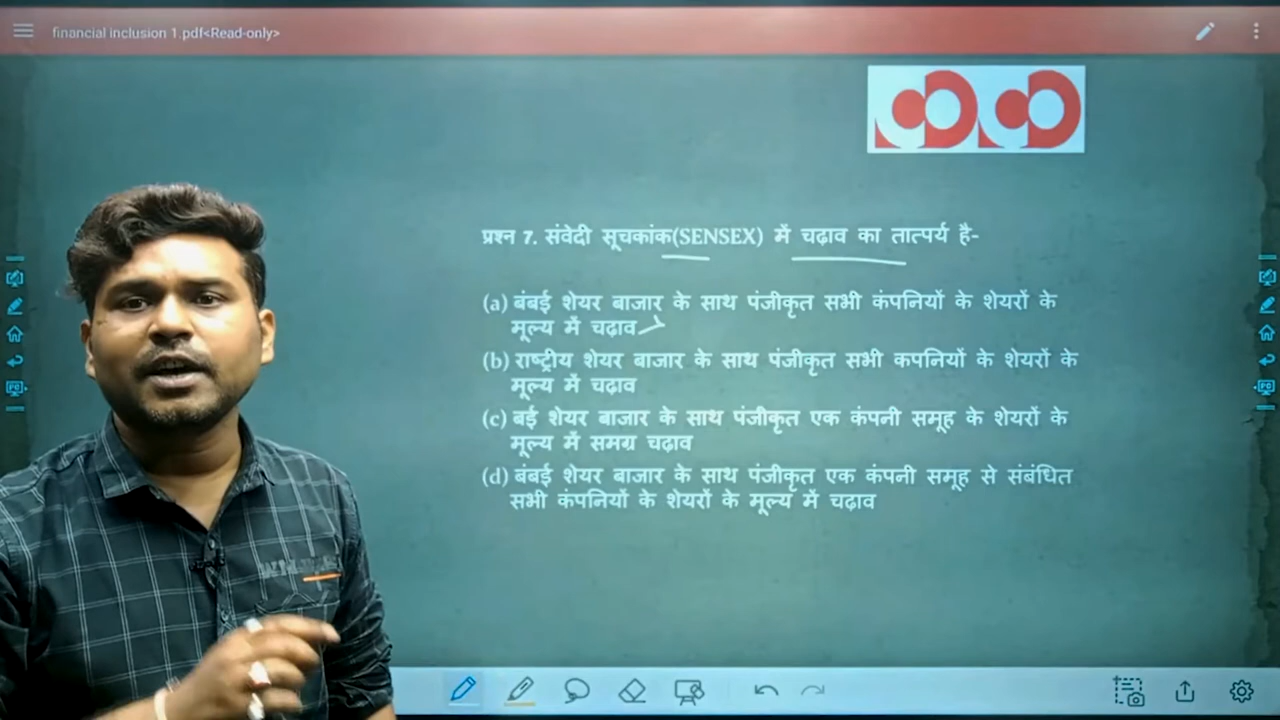 financial inclusion 1.pdf<Read-only>
प्रश्न 7. संवेदी सूचकांक(SENSEX) में चढ़ाव का तात्पर्य है-
(a) बंबई शेयर बाजार के साथ पंजीकृत सभी कंपनियों के शेयरों के
मूल्य में चढ़ाव
(b) राष्ट्रीय शेयर बाजार के साथ पंजीकृत सभी कपनियों के शेयरों के
मूल्य में चढ़ाव
(c) बई शेयर बाजार के साथ पंजीकृत एक कंपनी समूह के शेयरों के
मूल्य में समग्र चढ़ाव
(d) बंबई शेयर बाजार के साथ पंजीकृत एक कंपनी समूह से संबंधित
सभी कंपनियों के शेयरों के मूल्य में चढ़ाव